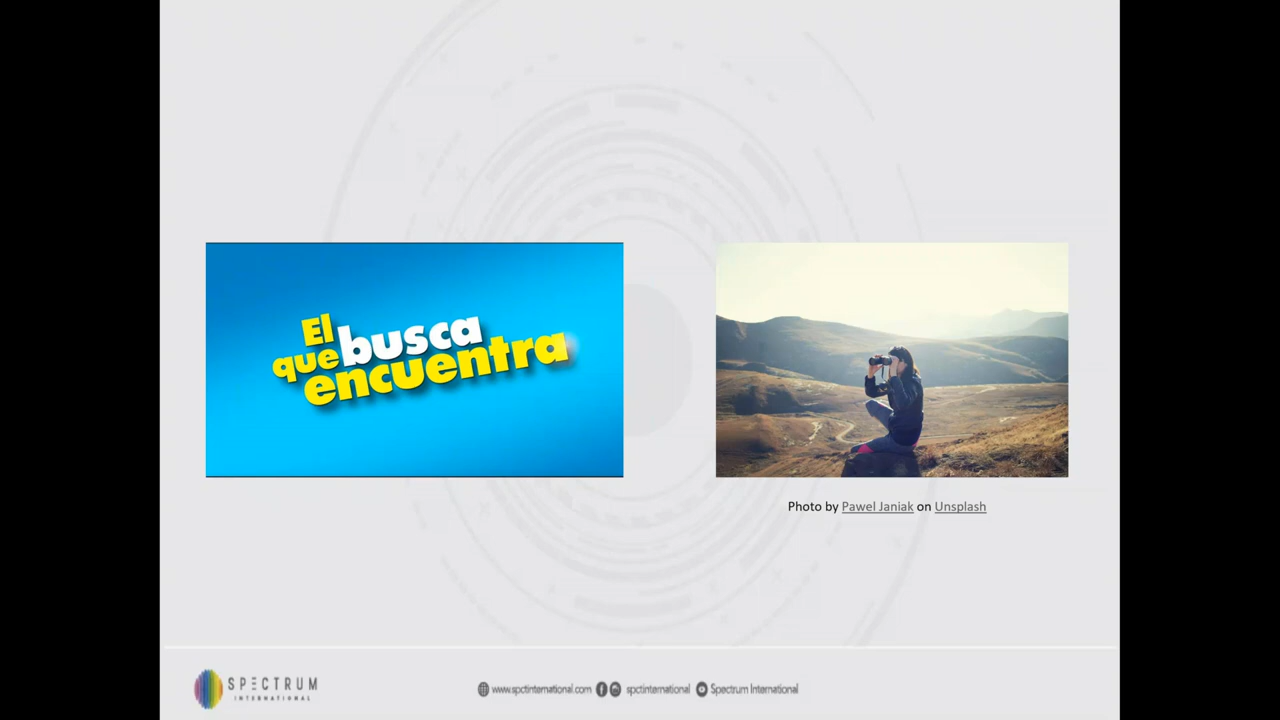 El
que busca
encuentra
Photo by Pawel Janiak on Unsplash
SPECTRUM
INTERNATIONAL
www.spctinternational.com spctinternational Spectrum International